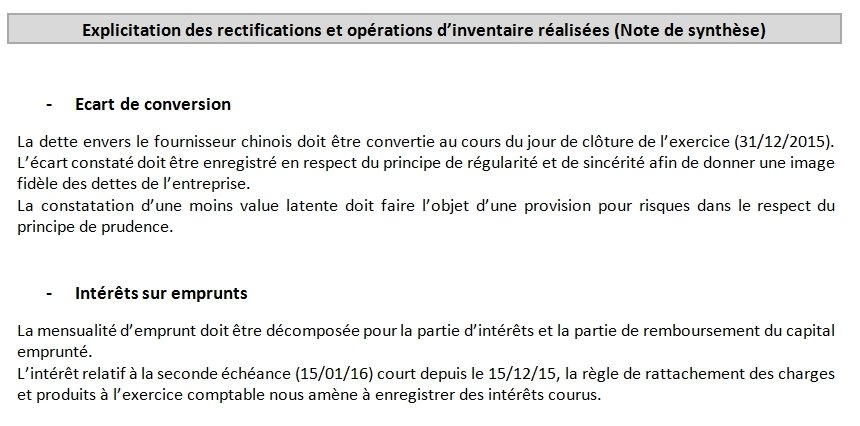 Explicitation des rectifications et opérations d’inventaire réalisées (Note de synthèse)
- Ecart de conversion
La dette envers le fournisseur chinois doit être convertie au cours du jour de clôture de l’exercice (31/12/2015).
L’écart constaté doit être enregistré en respect du principe de régularité et de sincérité afin de donner une image
fidèle des dettes de l’entreprise.
La constatation d’une moins value latente doit faire l’objet d’une provision pour risques dans le respect du
principe de prudence.
- Intérêts sur emprunts
La mensualité d’emprunt doit être décomposée pour la partie d’intérêts et la partie de remboursement du capital
emprunté.
L’intérêt relatif à la seconde échéance (15/01/16) court depuis le 15/12/15, la règle de rattachement des charges
et produits à l’exercice comptable nous amène à enregistrer des intérêts courus.